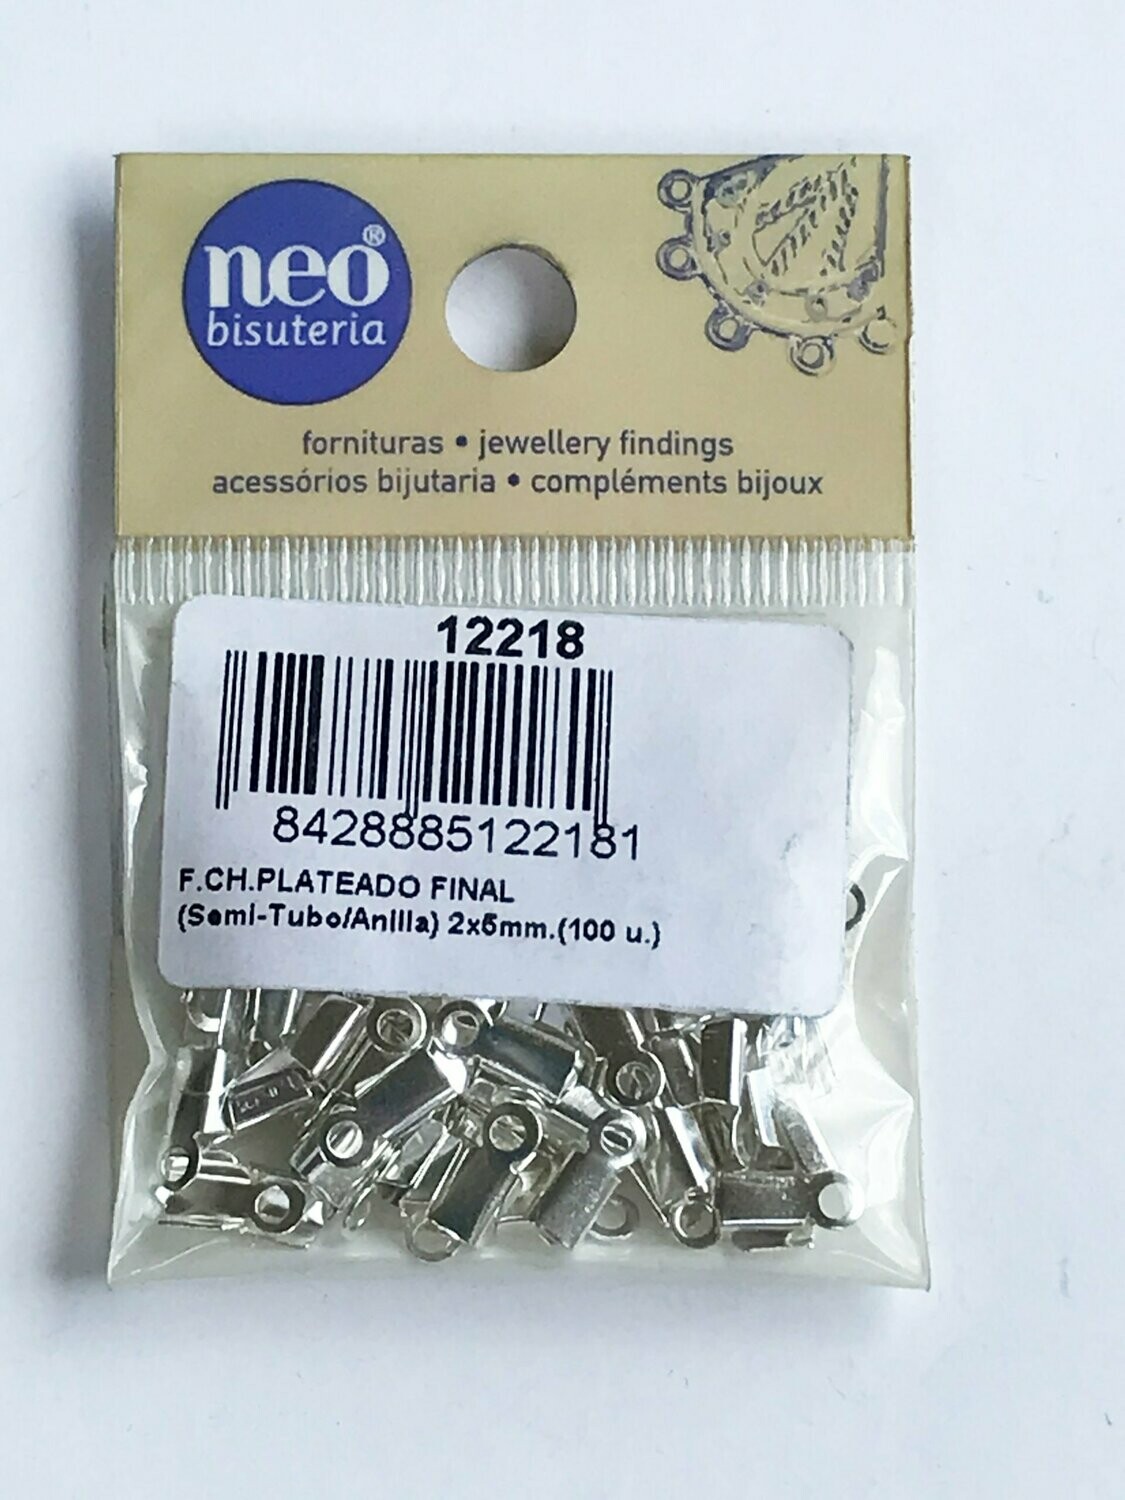 neo®
bisuteria
fornituras • jewellery findings
acessórios bijutaria • compléments bijoux
12218
8428885122181
F.CH.PLATEADO FINAL
(Semi-Tubo/Anilla) 2x5mm.(100 u.)